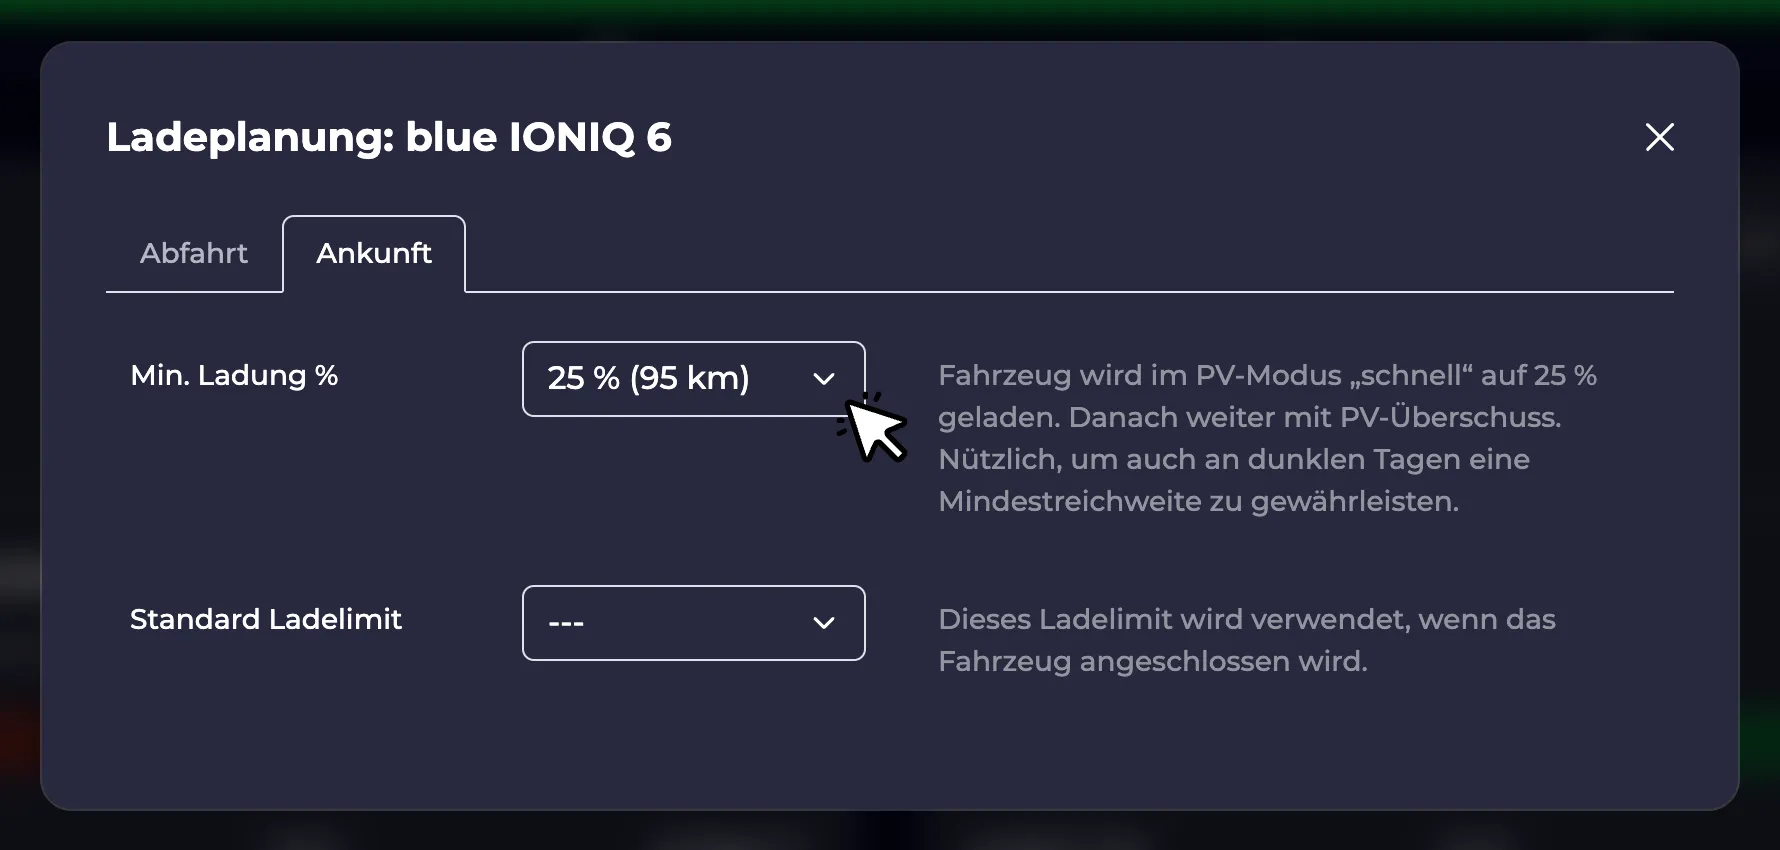 Ladeplanung: blue IONIQ 6
Abfahrt
Ankunft
Min. Ladung %
25 % (95 km)
Fahrzeug wird im PV-Modus „schnell“ auf 25 %
geladen. Danach weiter mit PV-Überschuss.
Nützlich, um auch an dunklen Tagen eine
Mindestreichweite zu gewährleisten.
Standard Ladelimit
---
Dieses Ladelimit wird verwendet, wenn das
Fahrzeug angeschlossen wird.